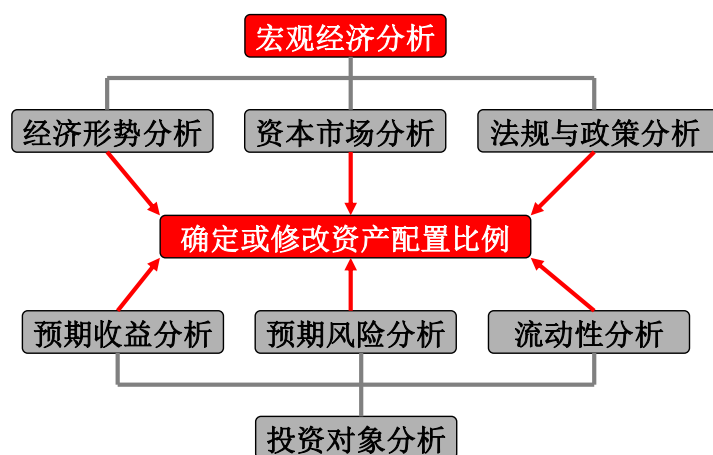 宏观经济分析
经济形势分析
资本市场分析
法规与政策分析
确定或修改资产配置比例
预期收益分析
预期风险分析
流动性分析
投资对象分析